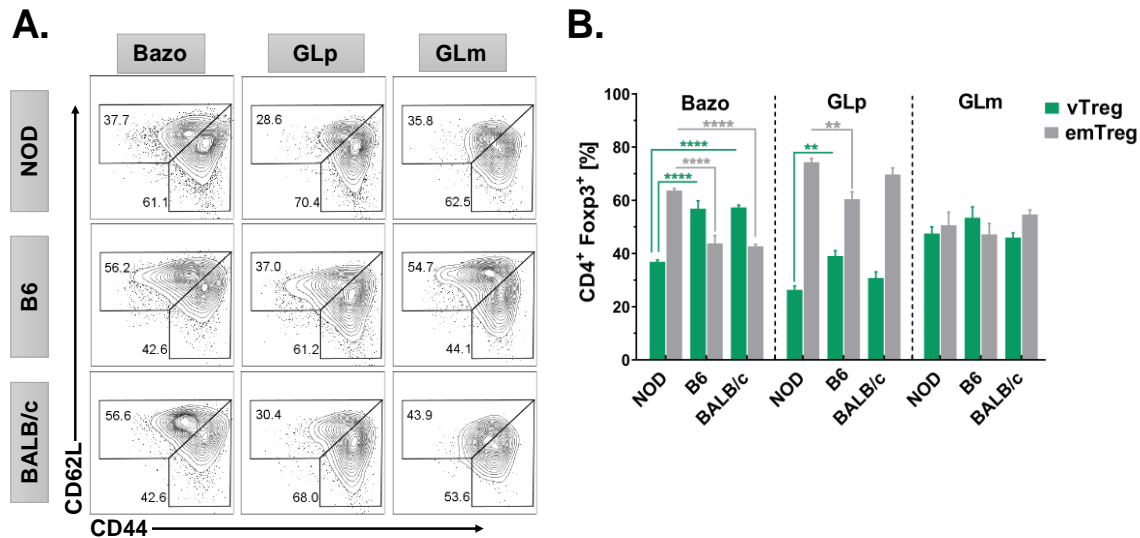 A.
Bazo GLp GLm
NOD
37.7 28.6 35.8
61.1 70.4 62.5
B6
56.2 37.0 54.7
42.6 61.2 44.1
BALB/c
56.6 30.4 43.9
42.6 68.0 53.6
CD62L
CD44
B.
Bazo GLp GLm
vTreg
emTreg
CD4+ Foxp3+ [%]
100
80
60
40
20
0
**** **
****
**** **
****
NOD B6 BALB/c NOD B6 BALB/c NOD B6 BALB/c